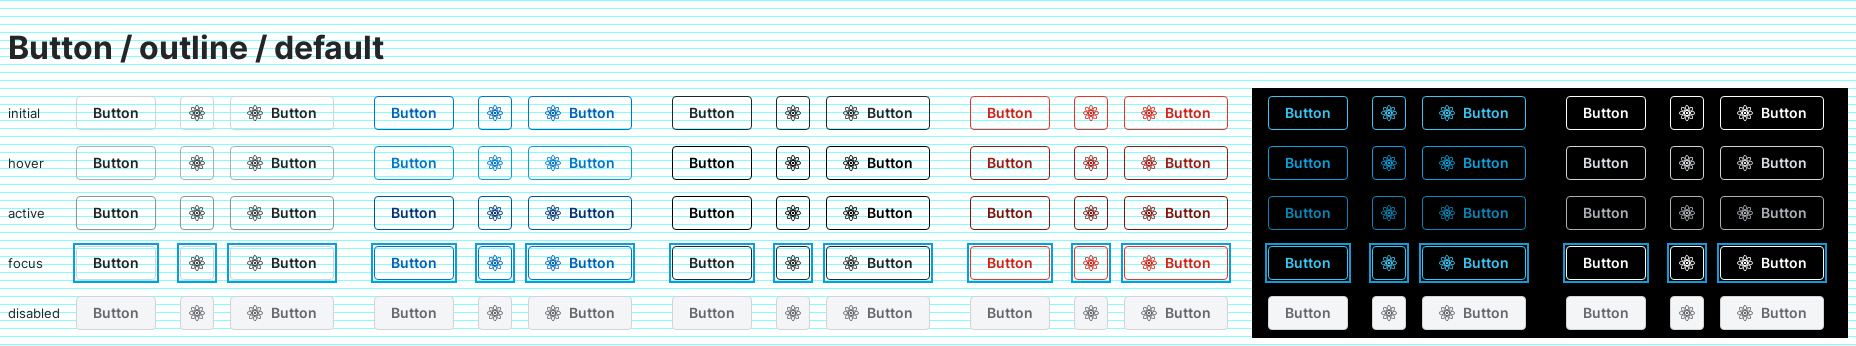 Button / outline / default
initial Button Button Button Button Button Button Button Button Button Button Button Button
hover Button Button Button Button Button Button Button Button Button Button Button Button
active Button Button Button Button Button Button Button Button Button Button Button Button
focus Button Button Button Button Button Button Button Button Button Button Button Button
disabled Button Button Button Button Button Button Button Button Button Button Button Button